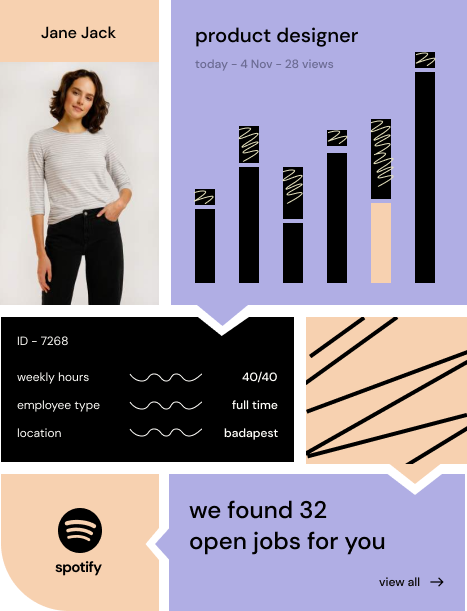 Jane Jack
product designer
today - 4 Nov - 28 views
ID - 7268
weekly hours 40/40
employee type full time
location badapest
spotify
we found 32
open jobs for you
view all →